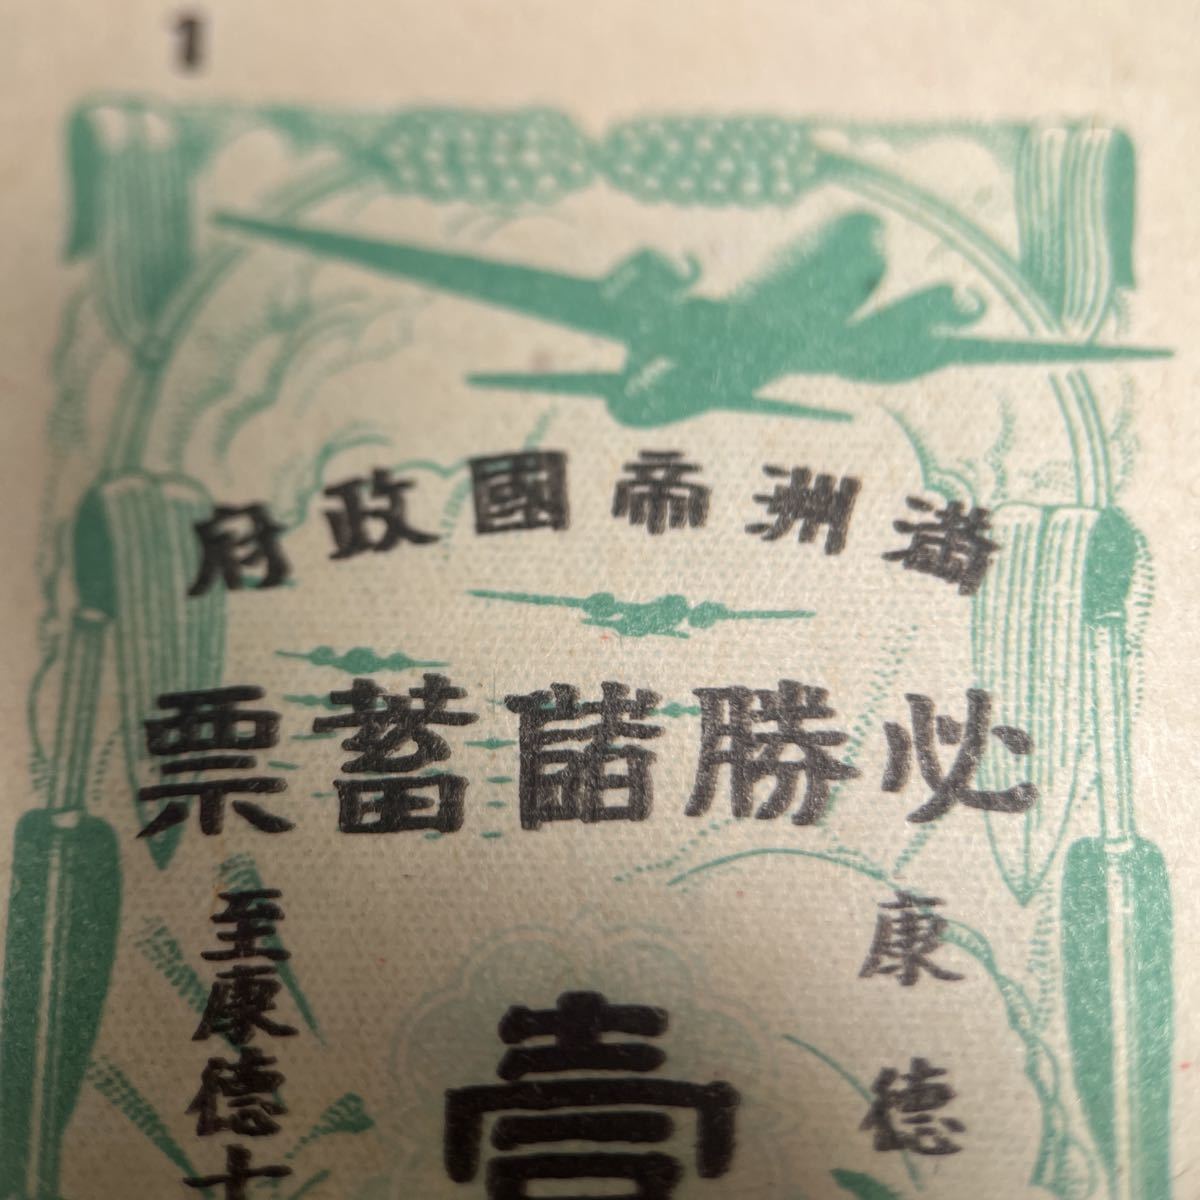 1
滿洲帝國政府
必勝儲蓄票
康德
壹
至康德十